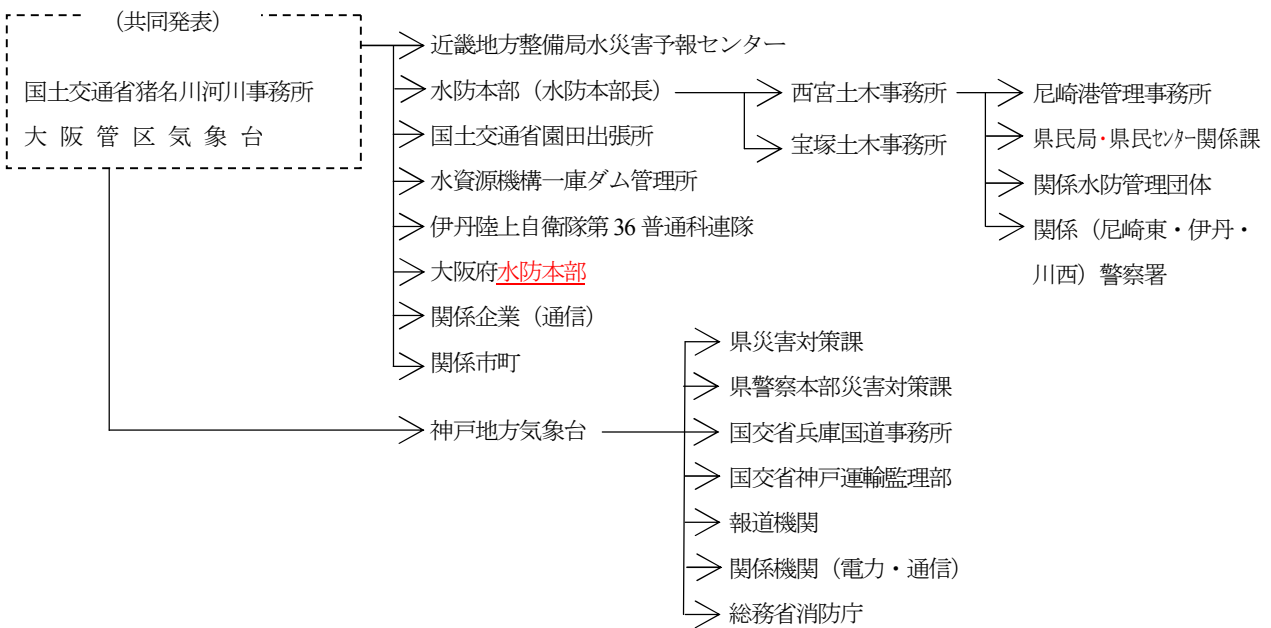 （共同発表）
国土交通省猪名川河川事務所
大阪管区気象台
近畿地方整備局水災害予報センター
水防本部（水防本部長）
国土交通省園田出張所
水資源機構一庫ダム管理所
伊丹陸上自衛隊第36普通科連隊
大阪府水防本部
関係企業（通信）
関係市町
西宮土木事務所
宝塚土木事務所
尼崎港管理事務所
県民局・県民ｾﾝﾀｰ関係課
関係水防管理団体
関係（尼崎東・伊丹・
川西）警察署
神戸地方気象台
県災害対策課
県警察本部災害対策課
国交省兵庫国道事務所
国交省神戸運輸監理部
報道機関
関係機関（電力・通信）
総務省消防庁